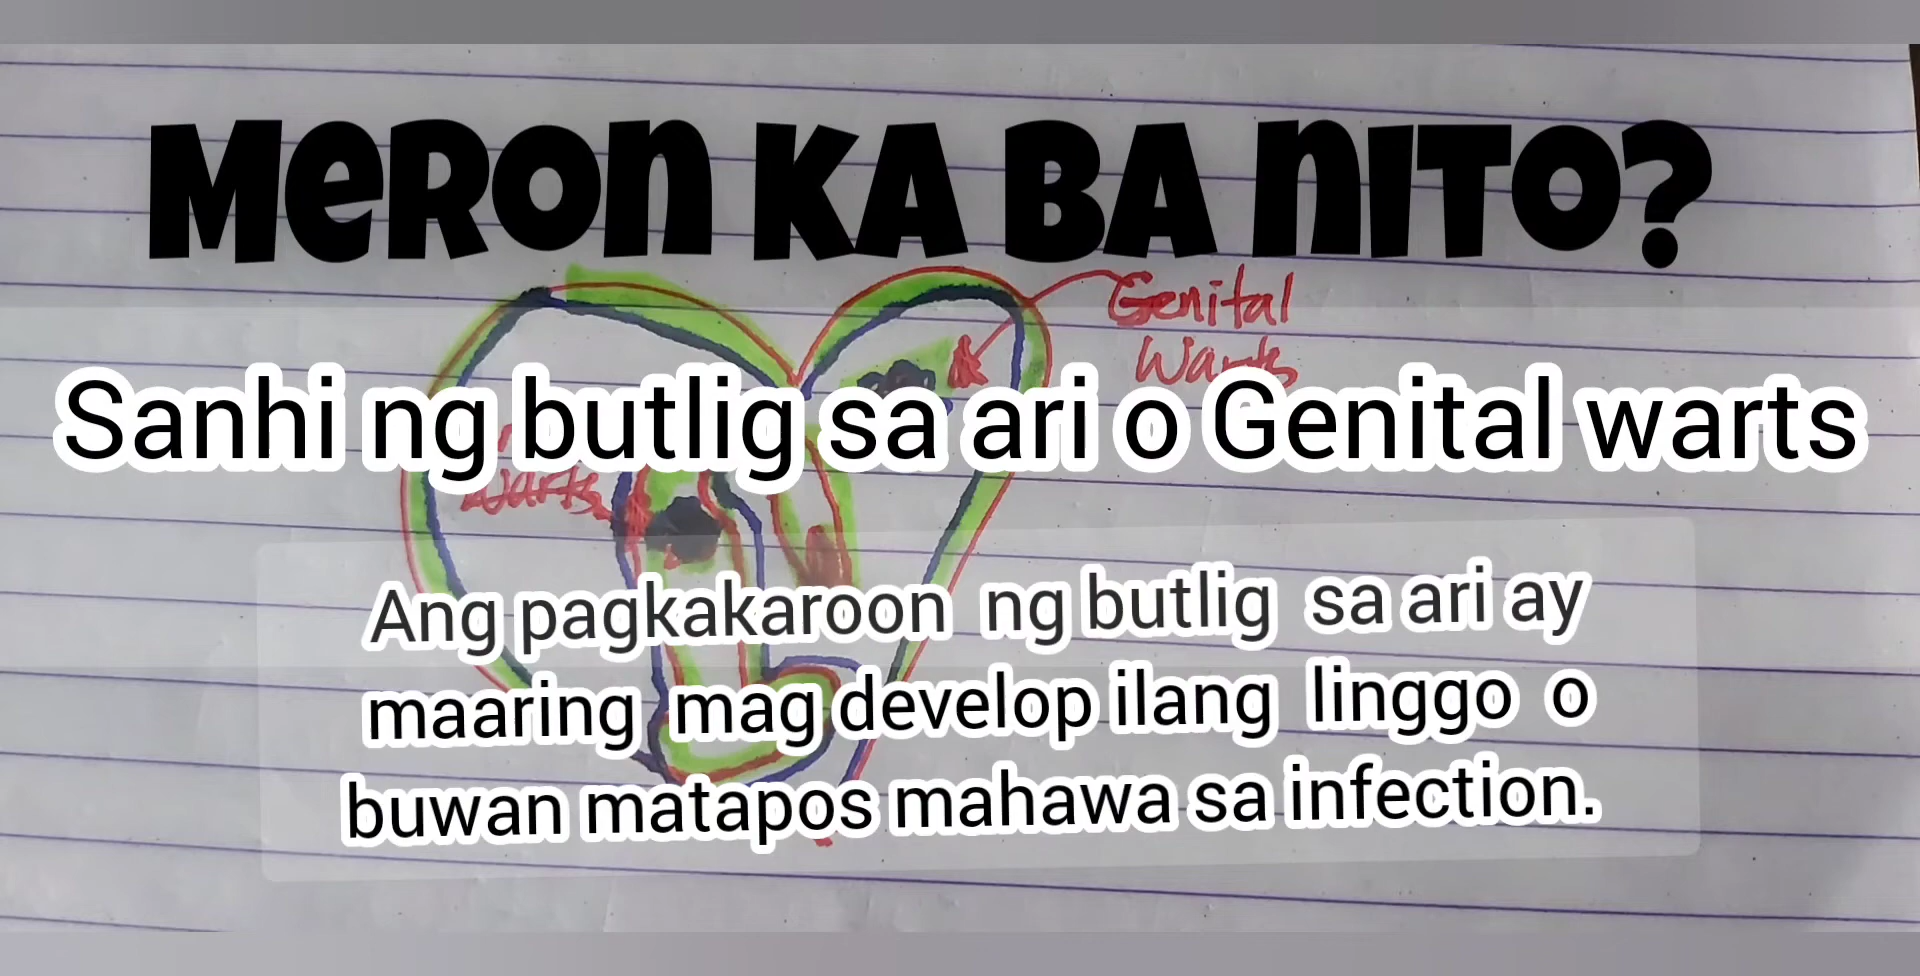 MeRon KA BA niTo?
Genital
Warts
Sanhi ng butlig sa ari o Genital warts
Warts
Ang pagkakaroon ng butlig sa ari ay
maaring mag develop ilang linggo o
buwan matapos mahawa sa infection.